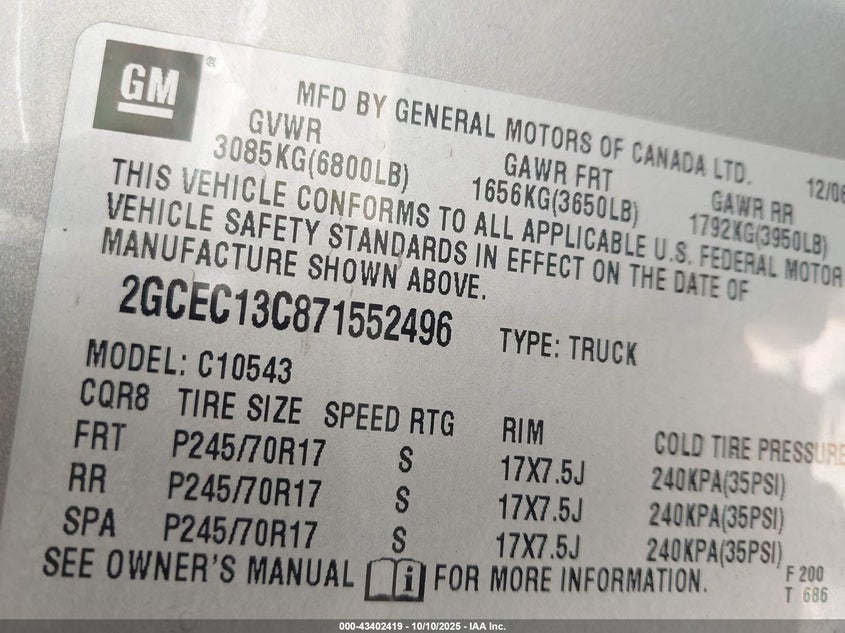 GM ®
MFD BY GENERAL MOTORS OF CANADA LTD.
12/06
GVWR
GAWR FRT
GAWR RR
3085KG(6800LB)
1656KG(3650LB)
1792KG(3950LB)
THIS VEHICLE CONFORMS TO ALL APPLICABLE U.S. FEDERAL MOTOR
VEHICLE SAFETY STANDARDS IN EFFECT ON THE DATE OF
MANUFACTURE SHOWN ABOVE.
2GCEC13C871552496 TYPE: TRUCK
MODEL: C10543
CQR8 TIRE SIZE SPEED RTG RIM COLD TIRE PRESSURE
FRT P245/70R17 S 17X7.5J 240KPA(35PSI)
RR P245/70R17 S 17X7.5J 240KPA(35PSI)
SPA P245/70R17 S 17X7.5J 240KPA(35PSI)
SEE OWNER'S MANUAL i FOR MORE INFORMATION.
F 200
T 686
000-43402419 - 10/10/2025 - IAA Inc.